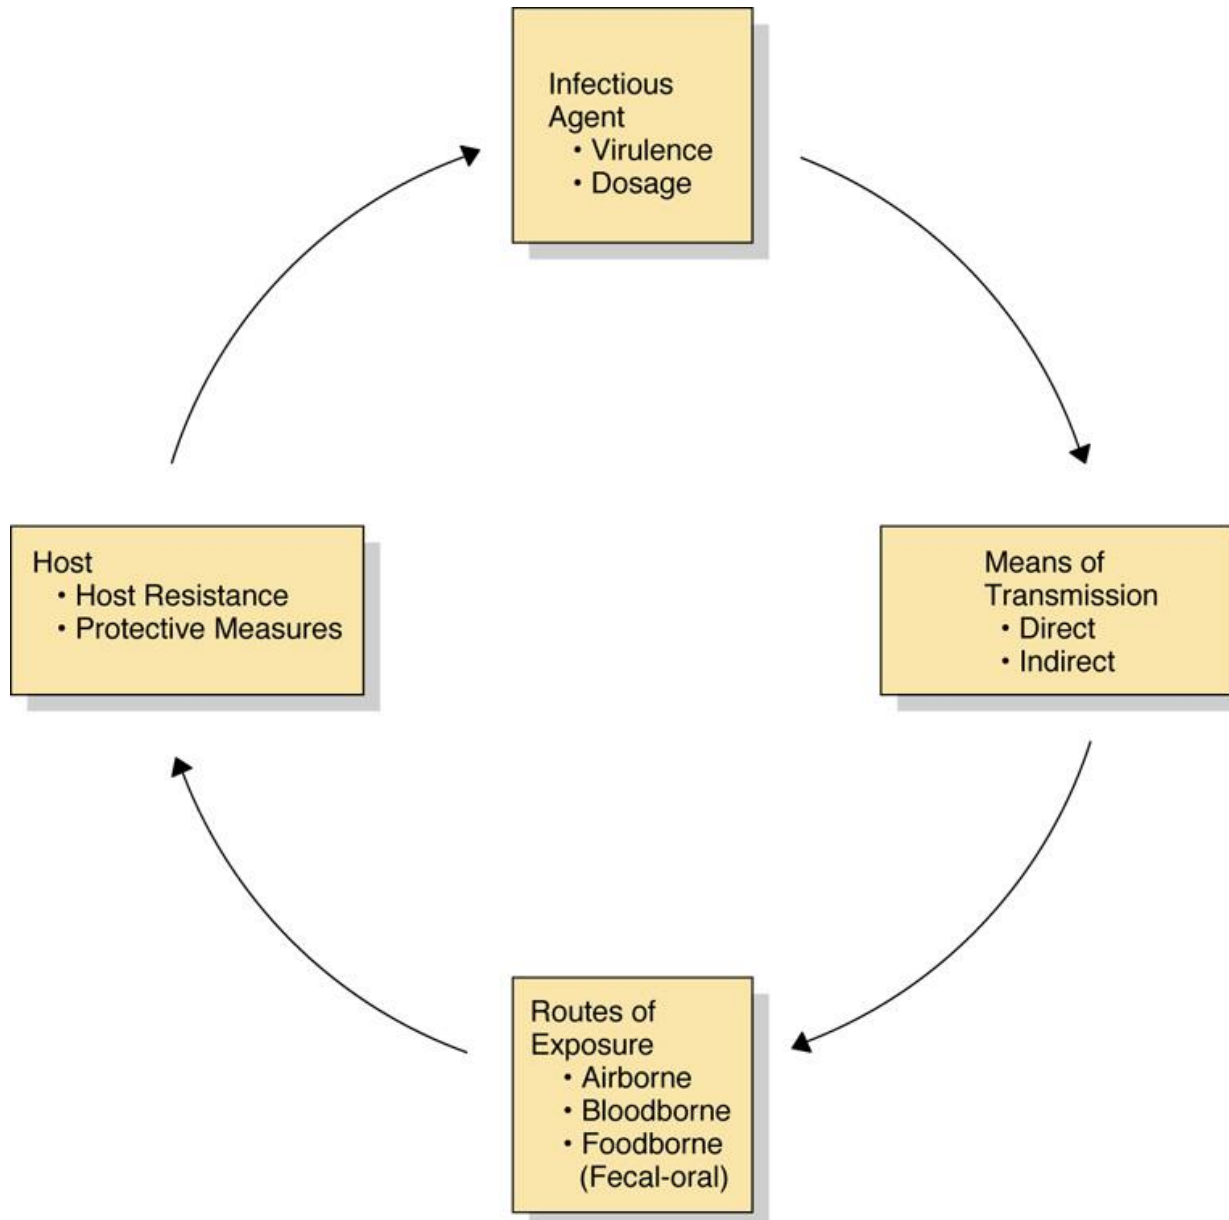 Infectious
Agent
• Virulence
• Dosage
Host
• Host Resistance
• Protective Measures
Means of
Transmission
• Direct
• Indirect
Routes of
Exposure
• Airborne
• Bloodborne
• Foodborne
(Fecal-oral)